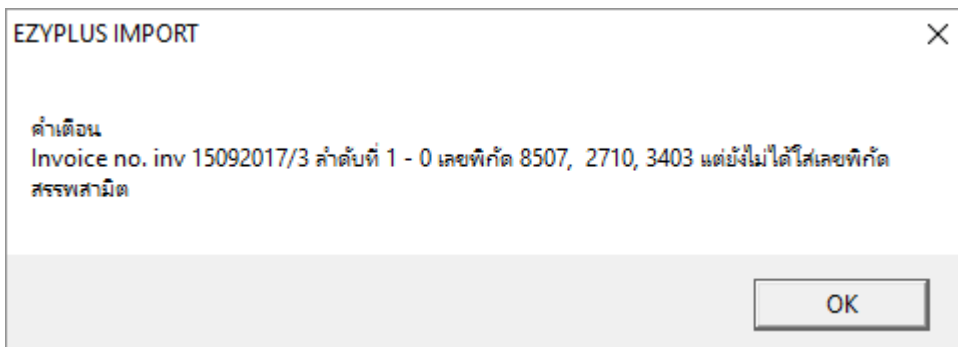 EZYPLUS IMPORT
คำเตือน
Invoice no. inv 15092017/3 ลำดับที่ 1 - 0 เลขพิกัด 8507,  2710, 3403 แต่ยังไม่ได้ใส่เลขพิกัด
สรรพสามิต
OK